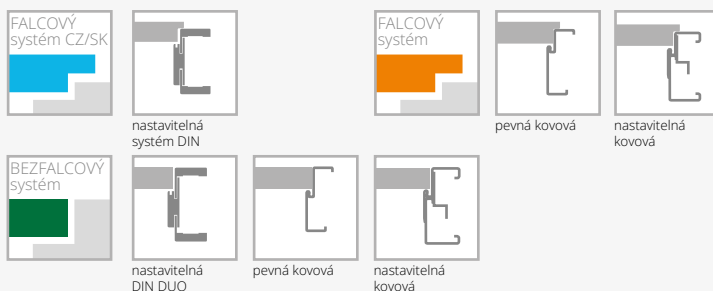 FALCOVÝ
systém CZ/SK
nastavitelná
systém DIN
FALCOVÝ
systém
pevná kovová
nastavitelná
kovová
BEZFALCOVÝ
systém
nastavitelná
DIN DUO
pevná kovová
nastavitelná
kovová